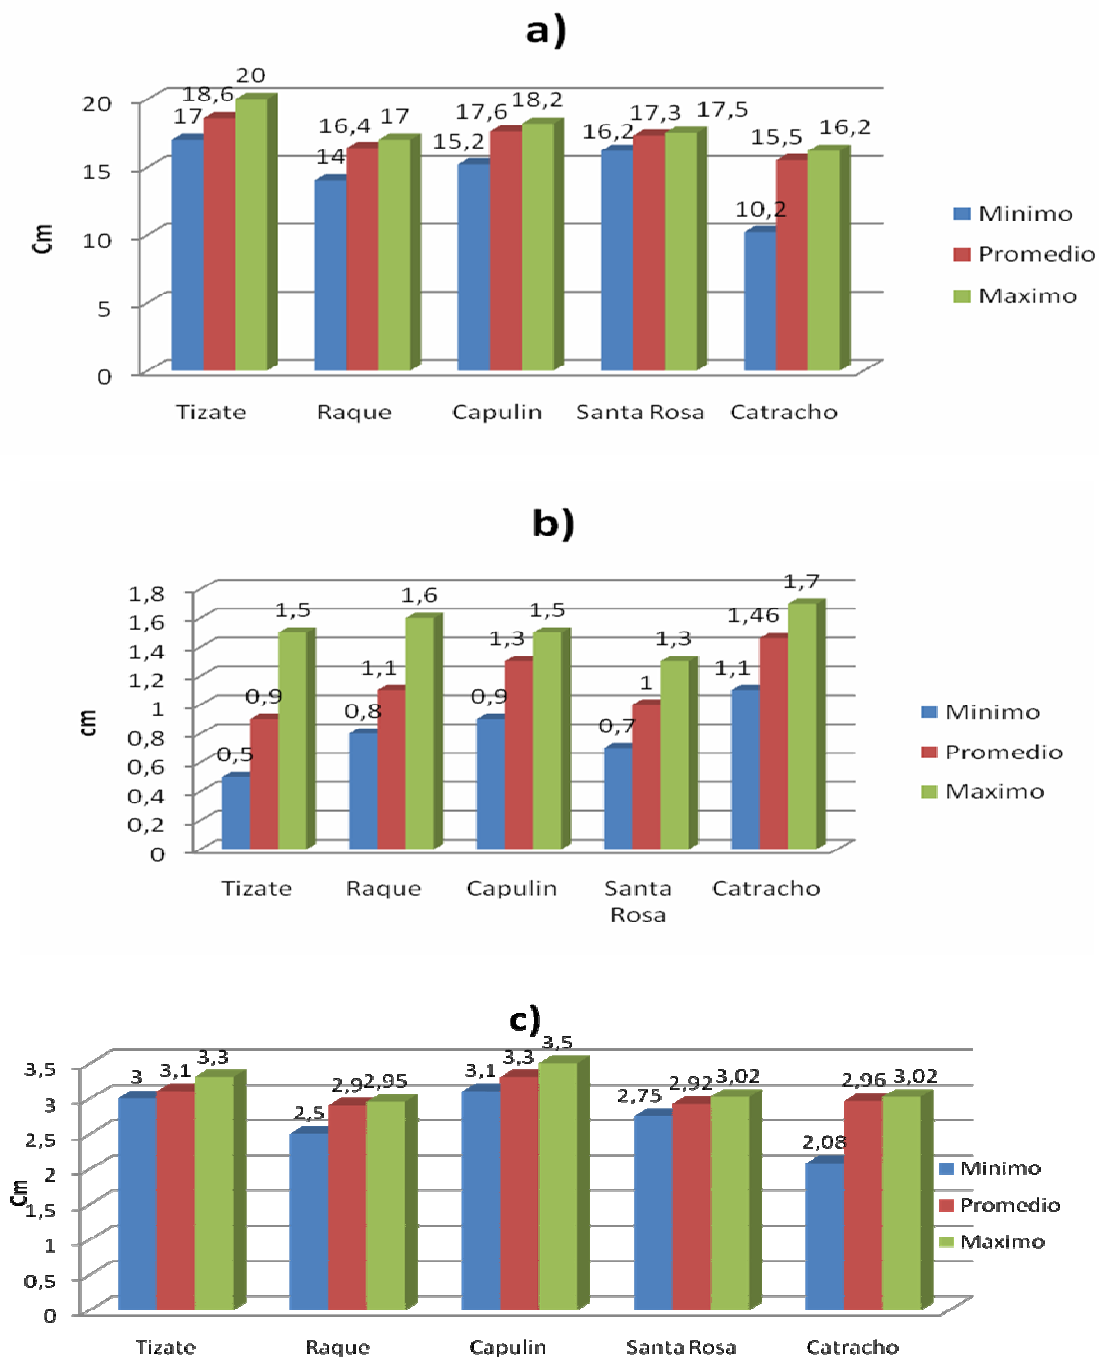 a)
20
15
10
5
0
Cm
17
18,6
20
14
16,4
17
15,2
17,6
18,2
16,2
17,3
17,5
10,2
15,5
16,2
Tizate
Raque
Capulin
Santa Rosa
Catracho
Minimo
Promedio
Maximo
b)
1,8
1,6
1,4
1,2
1
0,8
0,6
0,4
0,2
0
cm
0,5
0,9
1,5
0,8
1,1
1,6
0,9
1,3
1,5
0,7
1
1,3
1,1
1,46
1,7
Tizate
Raque
Capulin
Santa
Rosa
Catracho
Minimo
Promedio
Maximo
c)
3,5
3
2,5
2
1,5
1
0,5
0
Cm
3
3,1
3,3
2,5
2,9
2,95
3,1
3,3
3,5
2,75
2,92
3,02
2,08
2,96
3,02
Tizate
Raque
Capulin
Santa Rosa
Catracho
Minimo
Promedio
Maximo